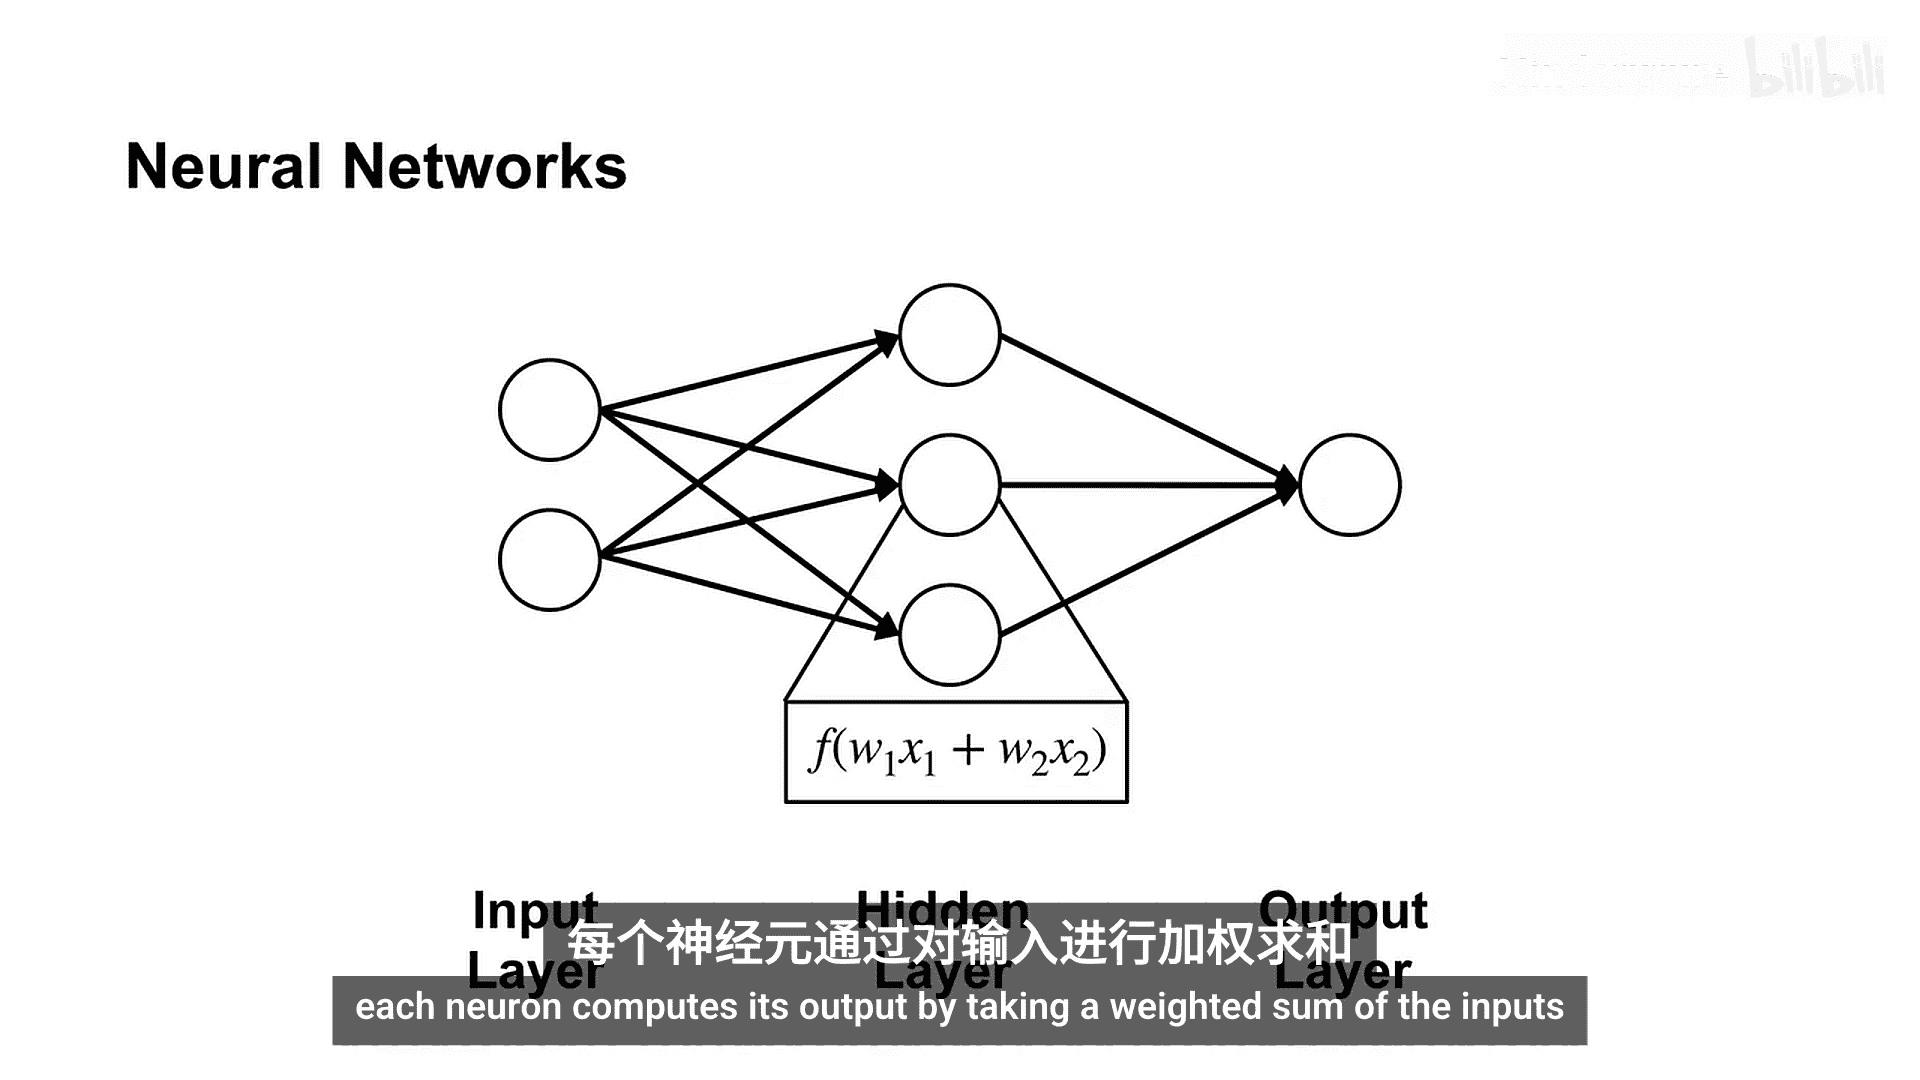 bilibili
Neural Networks
f(w₁x₁ + w₂x₂)
Input Hidden Output
Layer Layer Layer
每个神经元通过对输入进行加权求和
each neuron computes its output by taking a weighted sum of the inputs